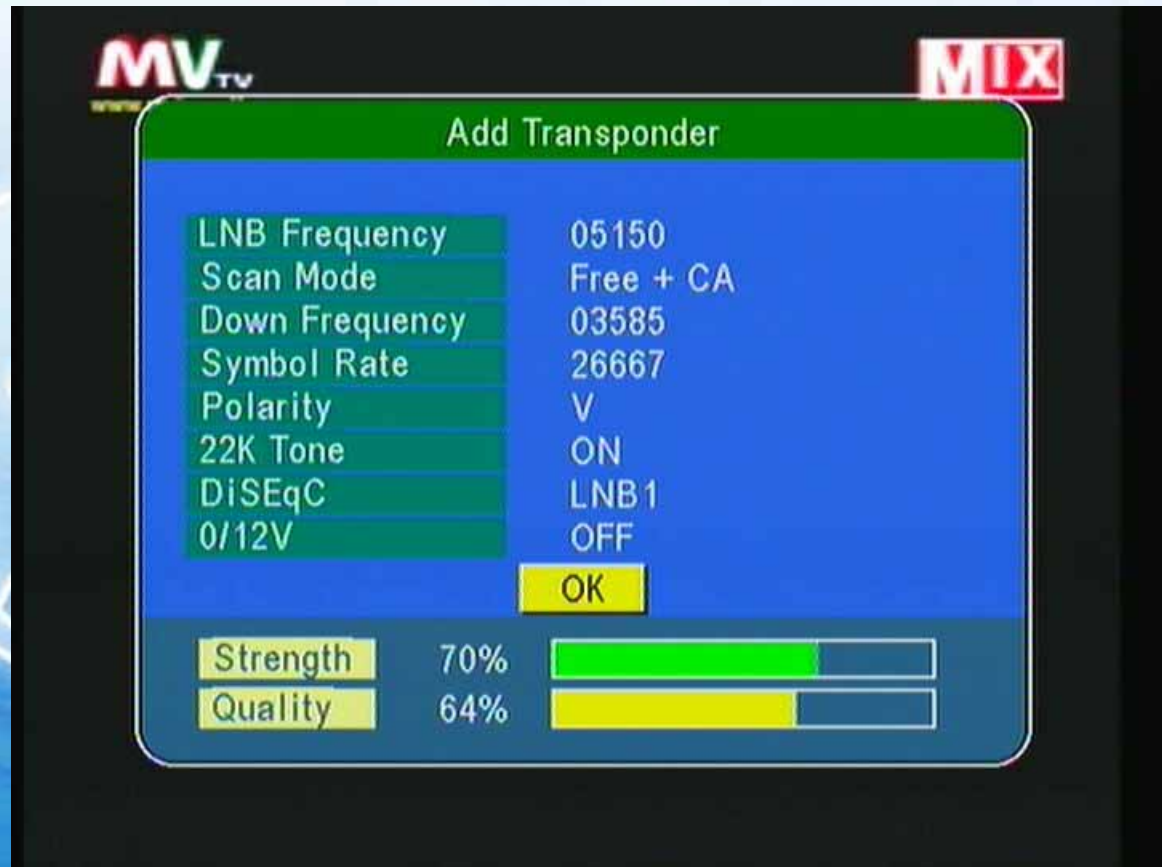 MVTV
MIX
www.
Add Transponder
LNB Frequency 05150
Scan Mode Free + CA
Down Frequency 03585
Symbol Rate 26667
Polarity V
22K Tone ON
DiSEqC LNB1
0/12V OFF
OK
Strength 70%
Quality 64%